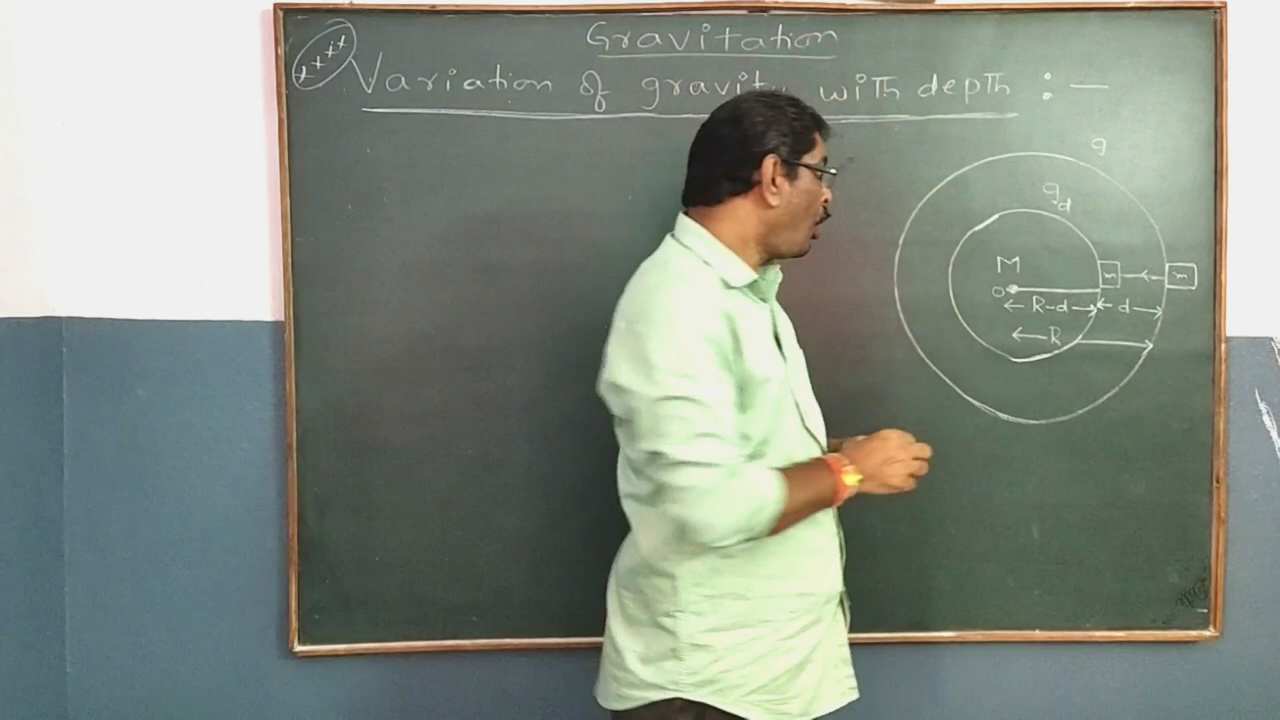 Gravitation
Variation of gravity with depth : —
g
g_d
M
m
m
O
R-d
d
R